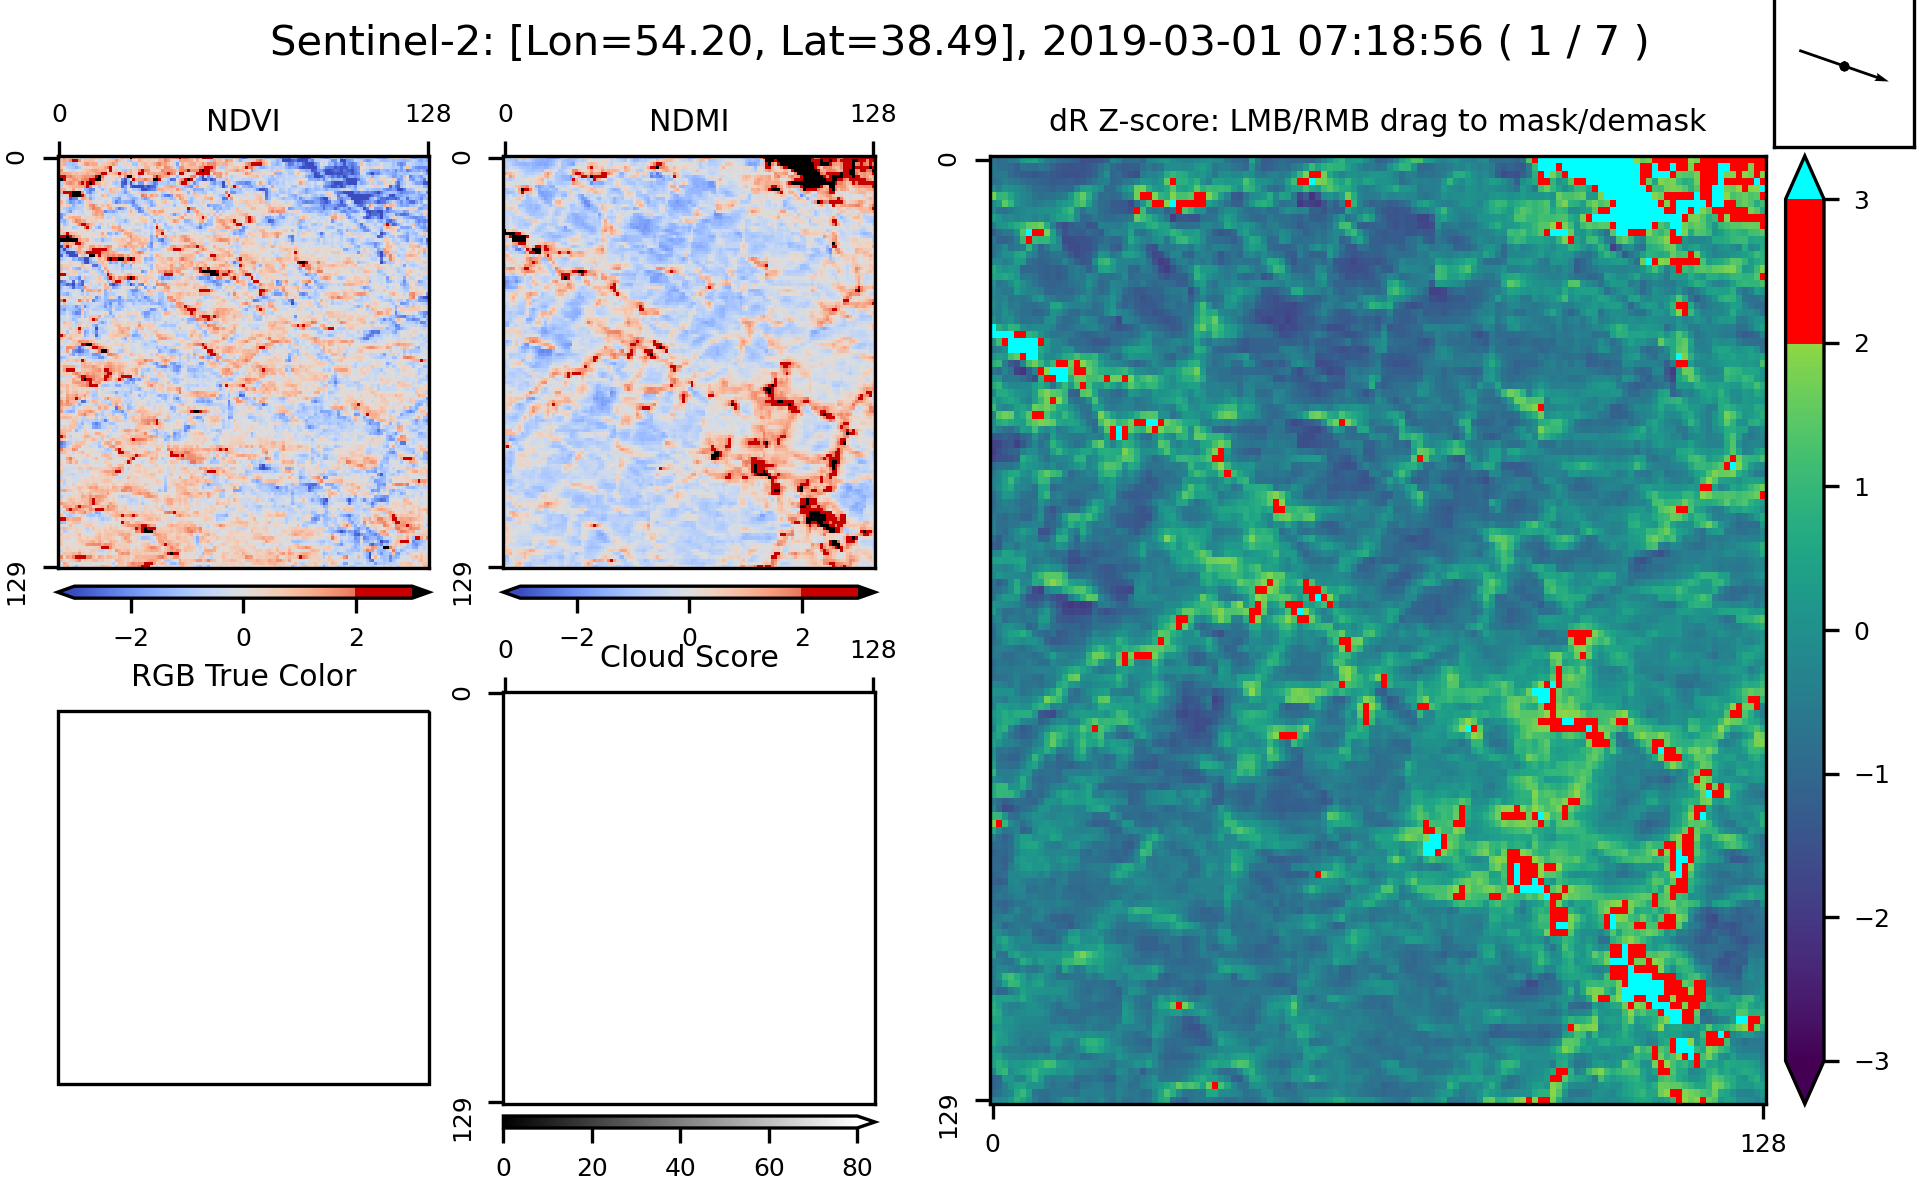 Sentinel-2: [Lon=54.20, Lat=38.49], 2019-03-01 07:18:56 ( 1 / 7 )
NDVI
0 128
0
129
−2 0 2
NDMI
0 128
0
129
−2 0 2
dR Z-score: LMB/RMB drag to mask/demask
0
129
0 128
3
2
1
0
−1
−2
−3
RGB True Color
Cloud Score
0 128
0
129
0 20 40 60 80